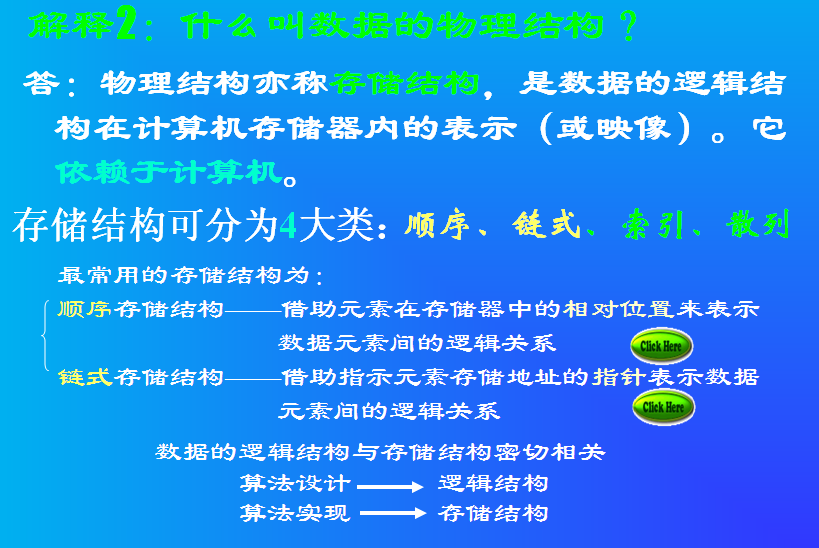 解释2：什么叫数据的物理结构？
答：物理结构亦称存储结构，是数据的逻辑结
构在计算机存储器内的表示（或映像）。它
依赖于计算机。
存储结构可分为4大类：顺序、链式、索引、散列
最常用的存储结构为：
顺序存储结构——借助元素在存储器中的相对位置来表示
数据元素间的逻辑关系
Click Here
链式存储结构——借助指示元素存储地址的指针表示数据
元素间的逻辑关系
Click Here
数据的逻辑结构与存储结构密切相关
算法设计 → 逻辑结构
算法实现 → 存储结构